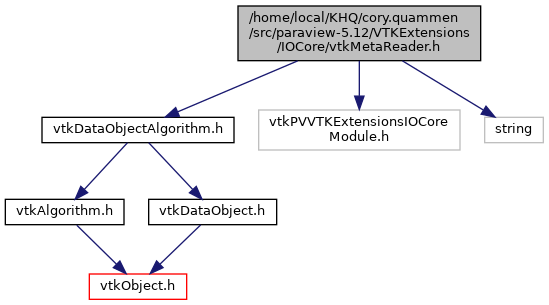 /home/local/KHQ/cory.quammen
/src/paraview-5.12/VTKExtensions
/IOCore/vtkMetaReader.h
vtkDataObjectAlgorithm.h
vtkPVVTKExtensionsIOCore
Module.h
string
vtkAlgorithm.h
vtkDataObject.h
vtkObject.h